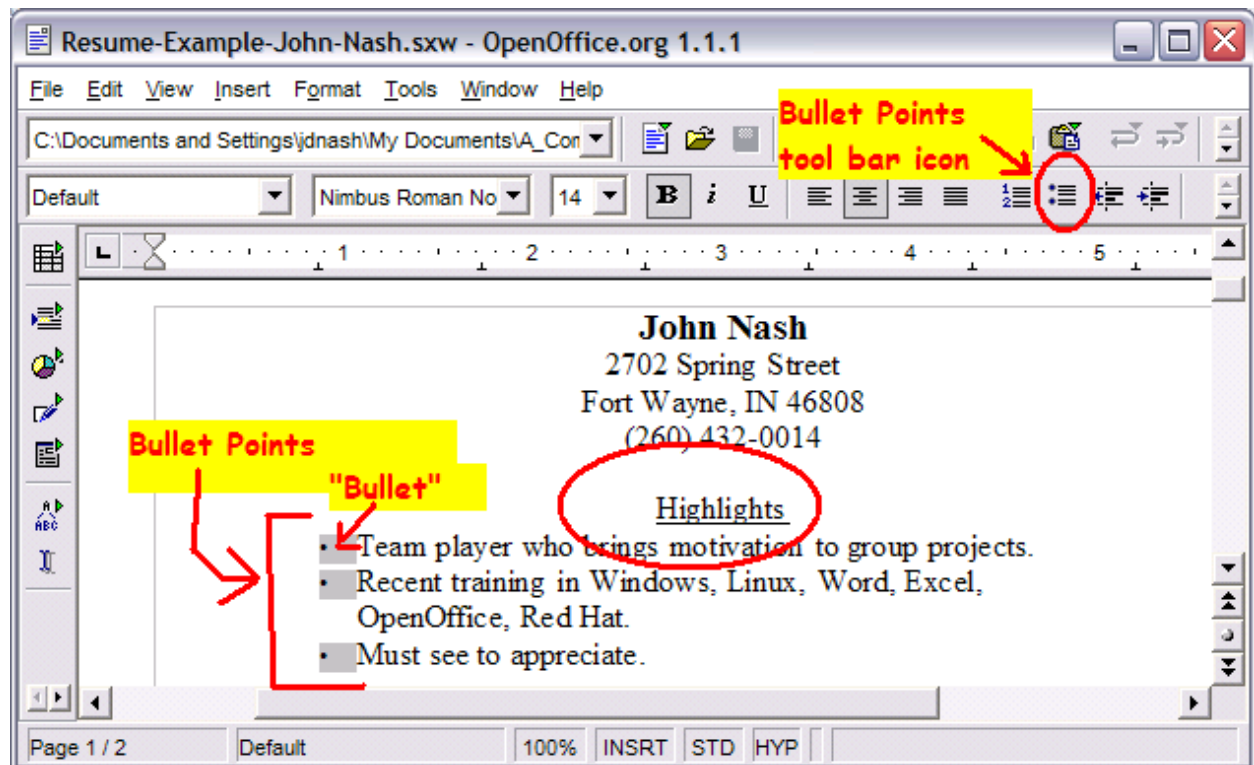 Resume-Example-John-Nash.sxw - OpenOffice.org 1.1.1
File Edit View Insert Format Tools Window Help
Bullet Points
tool bar icon
C:\Documents and Settings\jdnash\My Documents\A_Con
Default Nimbus Roman No 14 B i U
1 2 3 4 5
John Nash
2702 Spring Street
Fort Wayne, IN 46808
(260) 432-0014
Bullet Points
"Bullet"
Highlights
• Team player who brings motivation to group projects.
• Recent training in Windows, Linux, Word, Excel,
OpenOffice, Red Hat.
• Must see to appreciate.
ABC
Page 1 / 2 Default 100% INSRT STD HYP